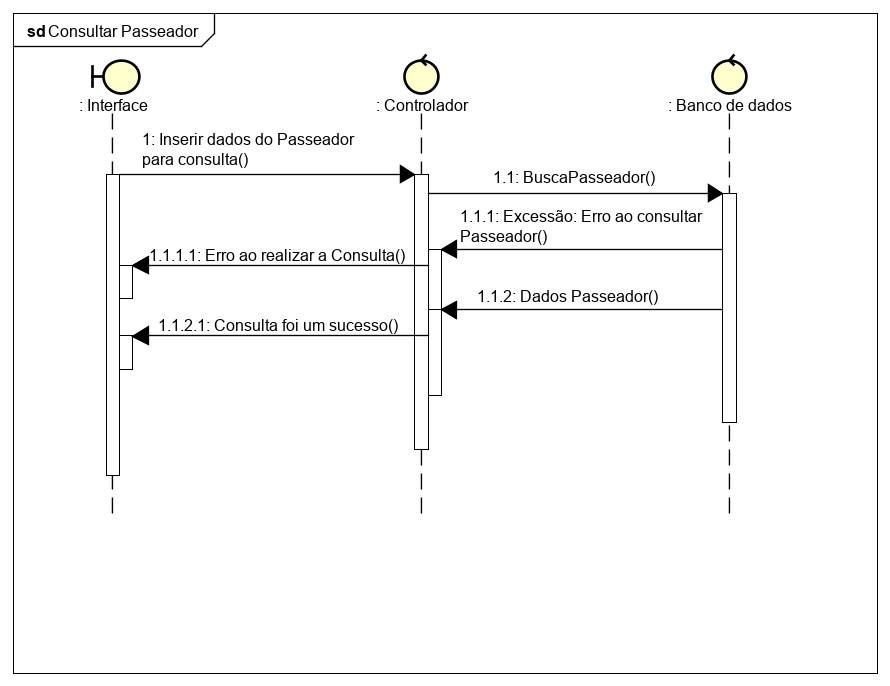 sd Consultar Passeador
: Interface
: Controlador
: Banco de dados
1: Inserir dados do Passeador
para consulta()
1.1: BuscaPasseador()
1.1.1: Excessão: Erro ao consultar
Passeador()
1.1.1.1: Erro ao realizar a Consulta()
1.1.2: Dados Passeador()
1.1.2.1: Consulta foi um sucesso()